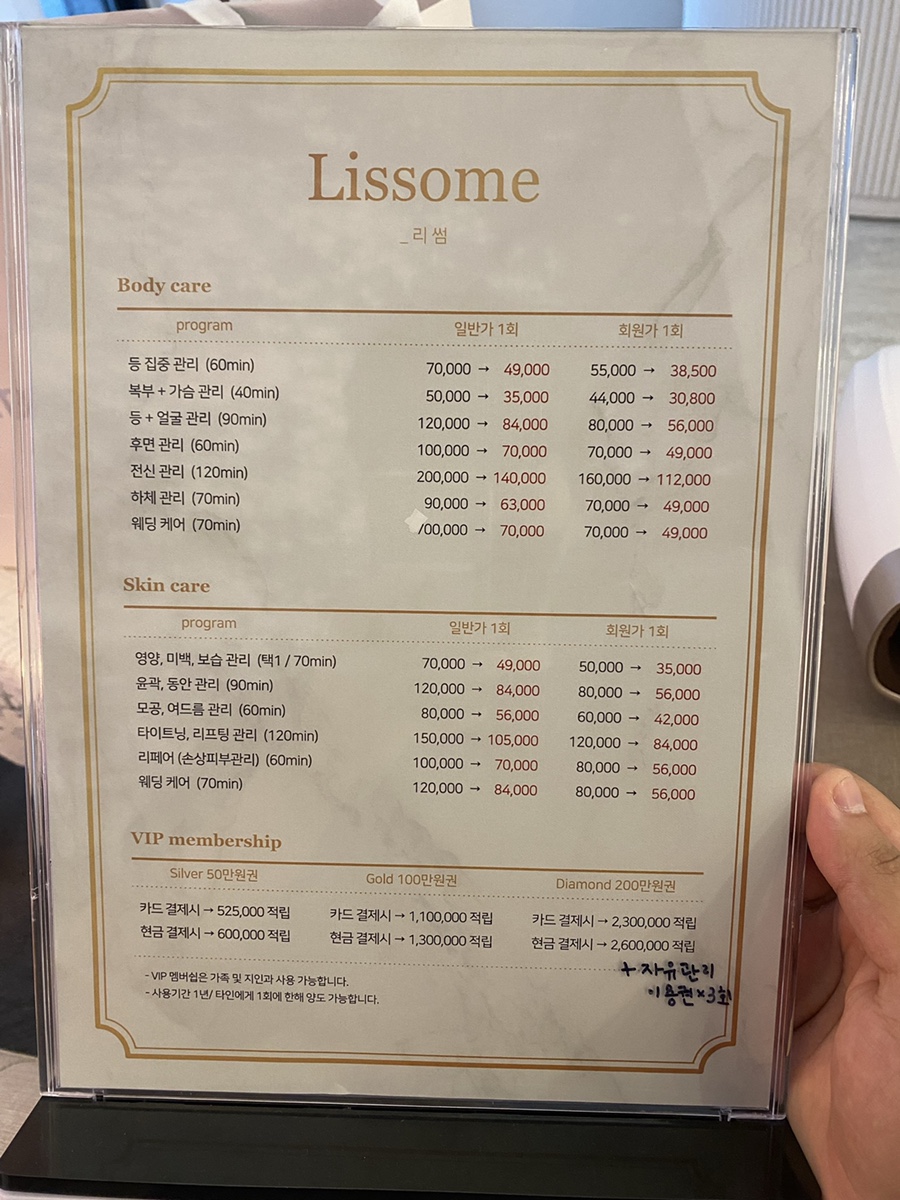 Lissome
_리썸
Body care
program 일반가 1회 회원가 1회
등 집중 관리 (60min) 70,000 → 49,000 55,000 → 38,500
복부 + 가슴 관리 (40min) 50,000 → 35,000 44,000 → 30,800
등 + 얼굴 관리 (90min) 120,000 → 84,000 80,000 → 56,000
후면 관리 (60min) 100,000 → 70,000 70,000 → 49,000
전신 관리 (120min) 200,000 → 140,000 160,000 → 112,000
하체 관리 (70min) 90,000 → 63,000 70,000 → 49,000
웨딩 케어 (70min) → 70,000 70,000 → 49,000
Skin care
program 일반가 1회 회원가 1회
영양, 미백, 보습 관리 (택1 / 70min) 70,000 → 49,000 50,000 → 35,000
윤곽, 동안 관리 (90min) 120,000 → 84,000 80,000 → 56,000
모공, 여드름 관리 (60min) 80,000 → 56,000 60,000 → 42,000
타이트닝, 리프팅 관리 (120min) 150,000 → 105,000 120,000 → 84,000
리페어 (손상피부관리) (60min) 100,000 → 70,000 80,000 → 56,000
웨딩 케어 (70min) 120,000 → 84,000 80,000 → 56,000
VIP membership
Silver 50만원권 Gold 100만원권 Diamond 200만원권
카드 결제시 → 525,000 적립 카드 결제시 → 1,100,000 적립 카드 결제시 → 2,300,000 적립
현금 결제시 → 600,000 적립 현금 결제시 → 1,300,000 적립 현금 결제시 → 2,600,000 적립
+ 자유관리
이용권×3회
- VIP 멤버쉽은 가족 및 지인과 사용 가능합니다.
- 사용기간 1년/ 타인에게 1회에 한해 양도 가능합니다.